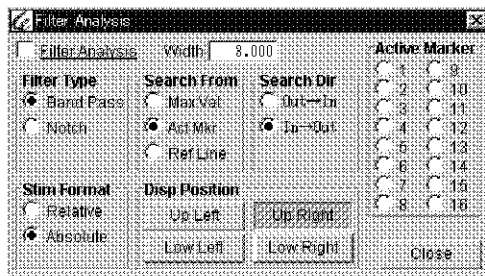 Filter Analysis
Filter Analysis Width 8.000
Filter Type
Band Pass
Notch
Search From
Max Val
Act Mkr
Ref Line
Search Dir
Out→In
In→Out
Active Marker
1 9
2 10
3 11
4 12
5 13
6 14
7 15
8 16
Stim Format
Relative
Absolute
Disp Position
Up Left Up Right
Low Left Low Right
Close